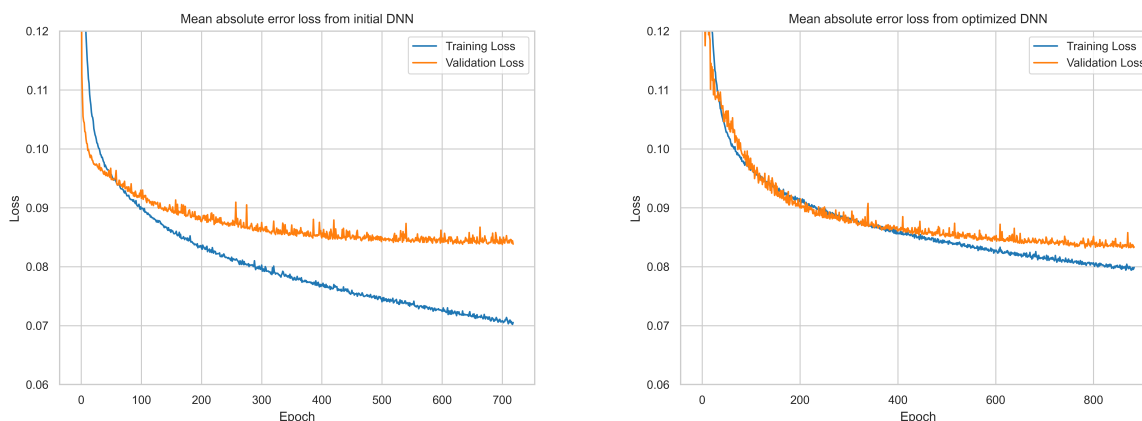 Mean absolute error loss from initial DNN
0.12
0.11
0.10
0.09
0.08
0.07
0.06
Loss
Training Loss
Validation Loss
0 100 200 300 400 500 600 700
Epoch
Mean absolute error loss from optimized DNN
0.12
0.11
0.10
0.09
0.08
0.07
0.06
Loss
Training Loss
Validation Loss
0 200 400 600 800
Epoch